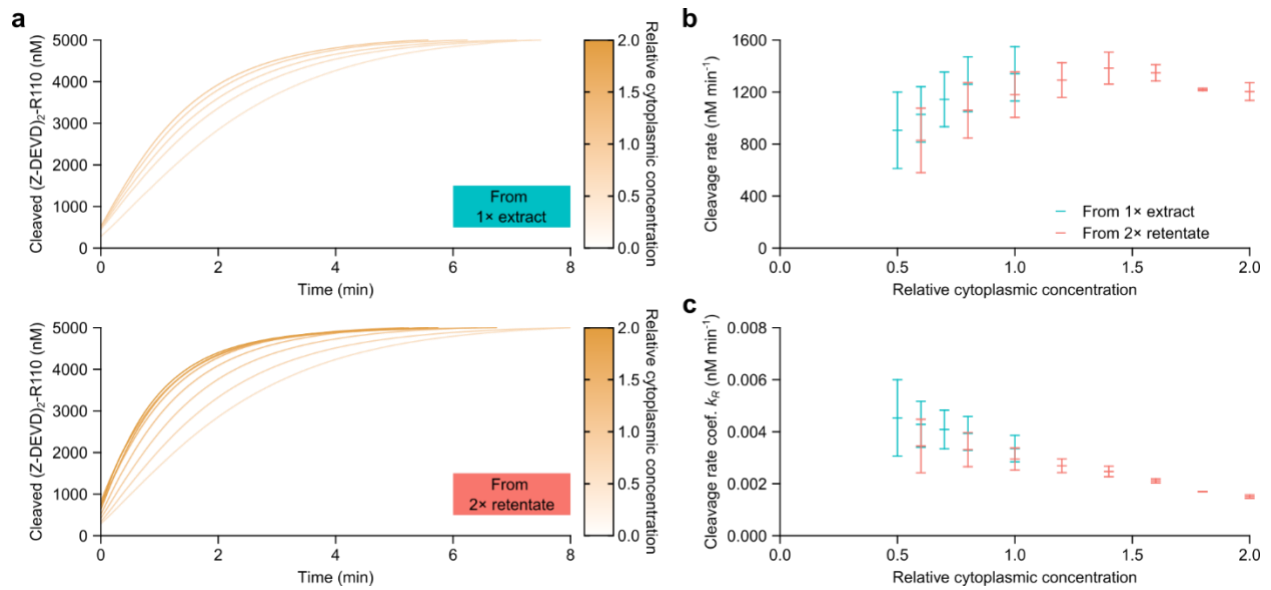 a
Cleaved (Z-DEVD)₂-R110 (nM)
5000
4000
3000
2000
1000
0
0 2 4 6 8
Time (min)
From
1× extract
2.0
1.5
1.0
0.5
0.0
Relative cytoplasmic concentration
Cleaved (Z-DEVD)₂-R110 (nM)
5000
4000
3000
2000
1000
0
0 2 4 6 8
Time (min)
From
2× retentate
2.0
1.5
1.0
0.5
0.0
Relative cytoplasmic concentration
b
Cleavage rate (nM min⁻¹)
1600
1200
800
400
0
0.0 0.5 1.0 1.5 2.0
Relative cytoplasmic concentration
From 1× extract
From 2× retentate
c
Cleavage rate coef. k_R (nM min⁻¹)
0.008
0.006
0.004
0.002
0.000
0.0 0.5 1.0 1.5 2.0
Relative cytoplasmic concentration